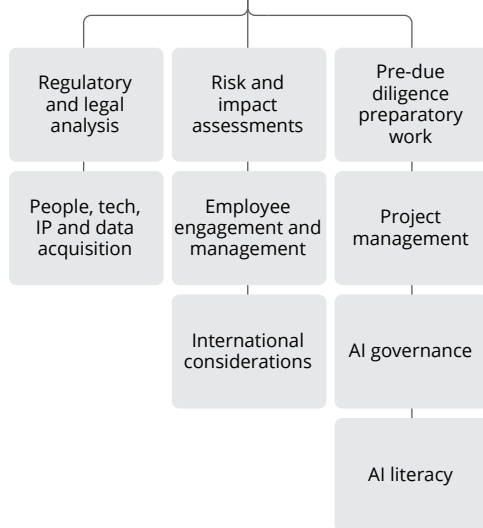 Regulatory
and legal
analysis
Risk and
impact
assessments
Pre-due
diligence
preparatory
work
People, tech,
IP and data
acquisition
Employee
engagement and
management
Project
management
International
considerations
AI governance
AI literacy